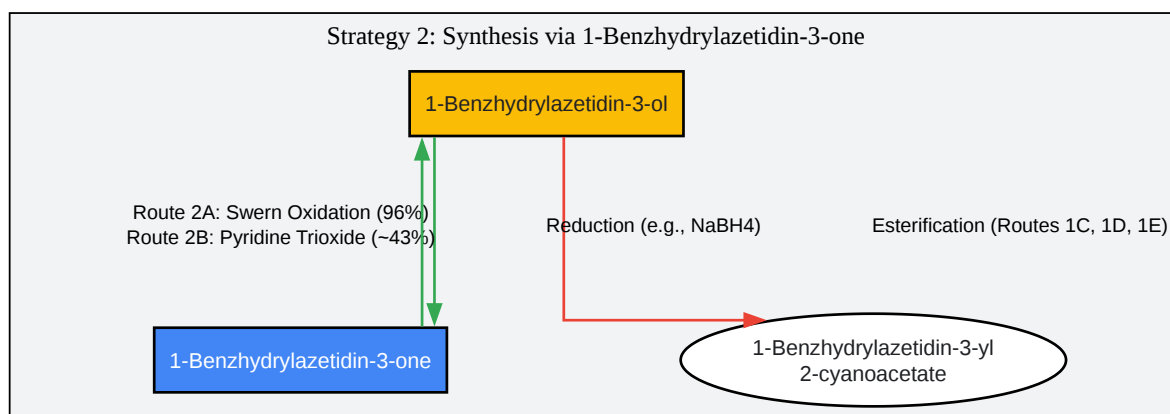 Strategy 2: Synthesis via 1-Benzhydrylazetidin-3-one
1-Benzhydrylazetidin-3-ol
Route 2A: Swern Oxidation (96%)
Route 2B: Pyridine Trioxide (~43%)
Reduction (e.g., NaBH4)
Esterification (Routes 1C, 1D, 1E)
1-Benzhydrylazetidin-3-one
1-Benzhydrylazetidin-3-yl
2-cyanoacetate